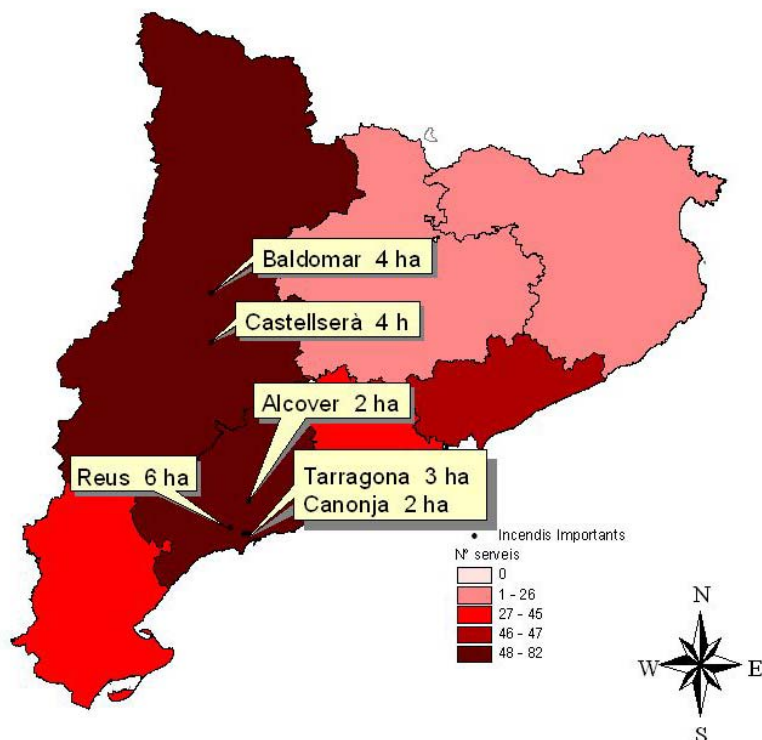 Baldomar 4 ha
Castellserà 4 h
Alcover 2 ha
Reus 6 ha
Tarragona 3 ha
Canonja 2 ha
Incendis Importants
Nº serveis
0
1 - 26
27 - 45
46 - 47
48 - 82
N
W E
S